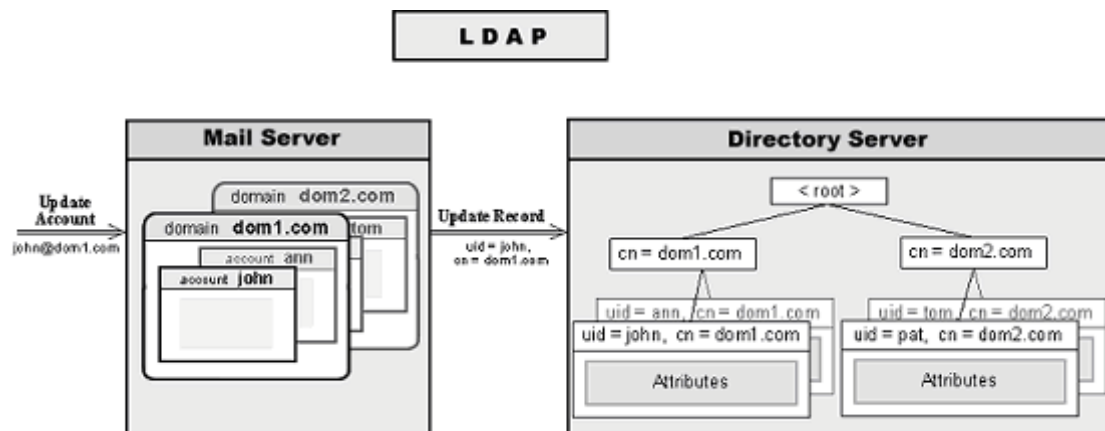 LDAP
Mail Server
Directory Server
Update
Account
john@dom1.com
domain dom2.com
tom
domain dom1.com
account ann
account john
Update Record
uid = john,
cn = dom1.com
< root >
cn = dom1.com
cn = dom2.com
uid = ann, cn = dom1.com
uid = john, cn = dom1.com
Attributes
uid = tom, cn = dom2.com
uid = pat, cn = dom2.com
Attributes